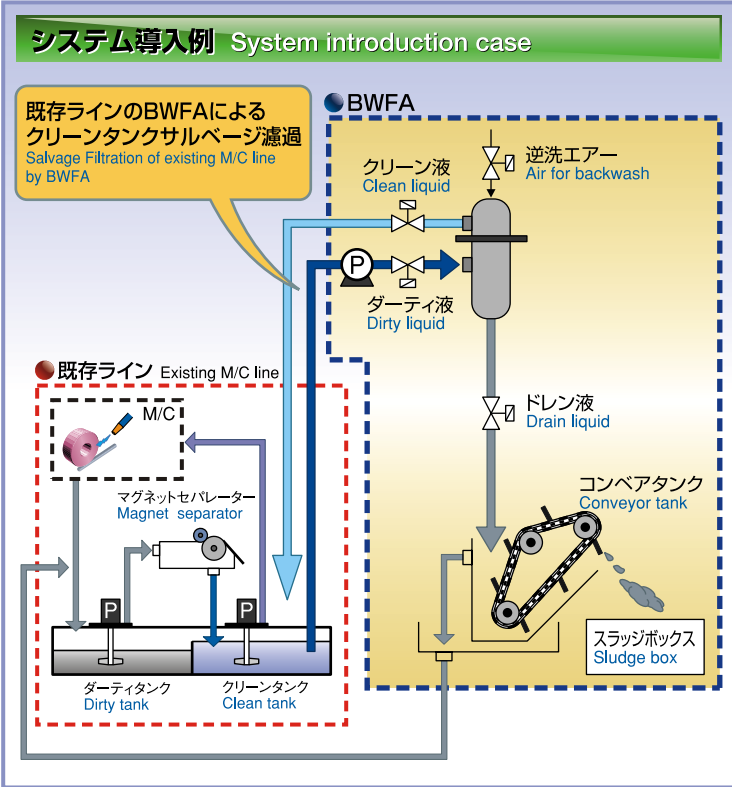 システム導入例 System introduction case
既存ラインのBWFAによる
クリーンタンクサルベージ濾過
Salvage Filtration of existing M/C line
by BWFA
BWFA
逆洗エアー
Air for backwash
クリーン液
Clean liquid
P
ダーティ液
Dirty liquid
既存ライン Existing M/C line
M/C
ドレン液
Drain liquid
マグネットセパレーター
Magnet separator
コンベアタンク
Conveyor tank
P
P
スラッジボックス
Sludge box
ダーティタンク
Dirty tank
クリーンタンク
Clean tank